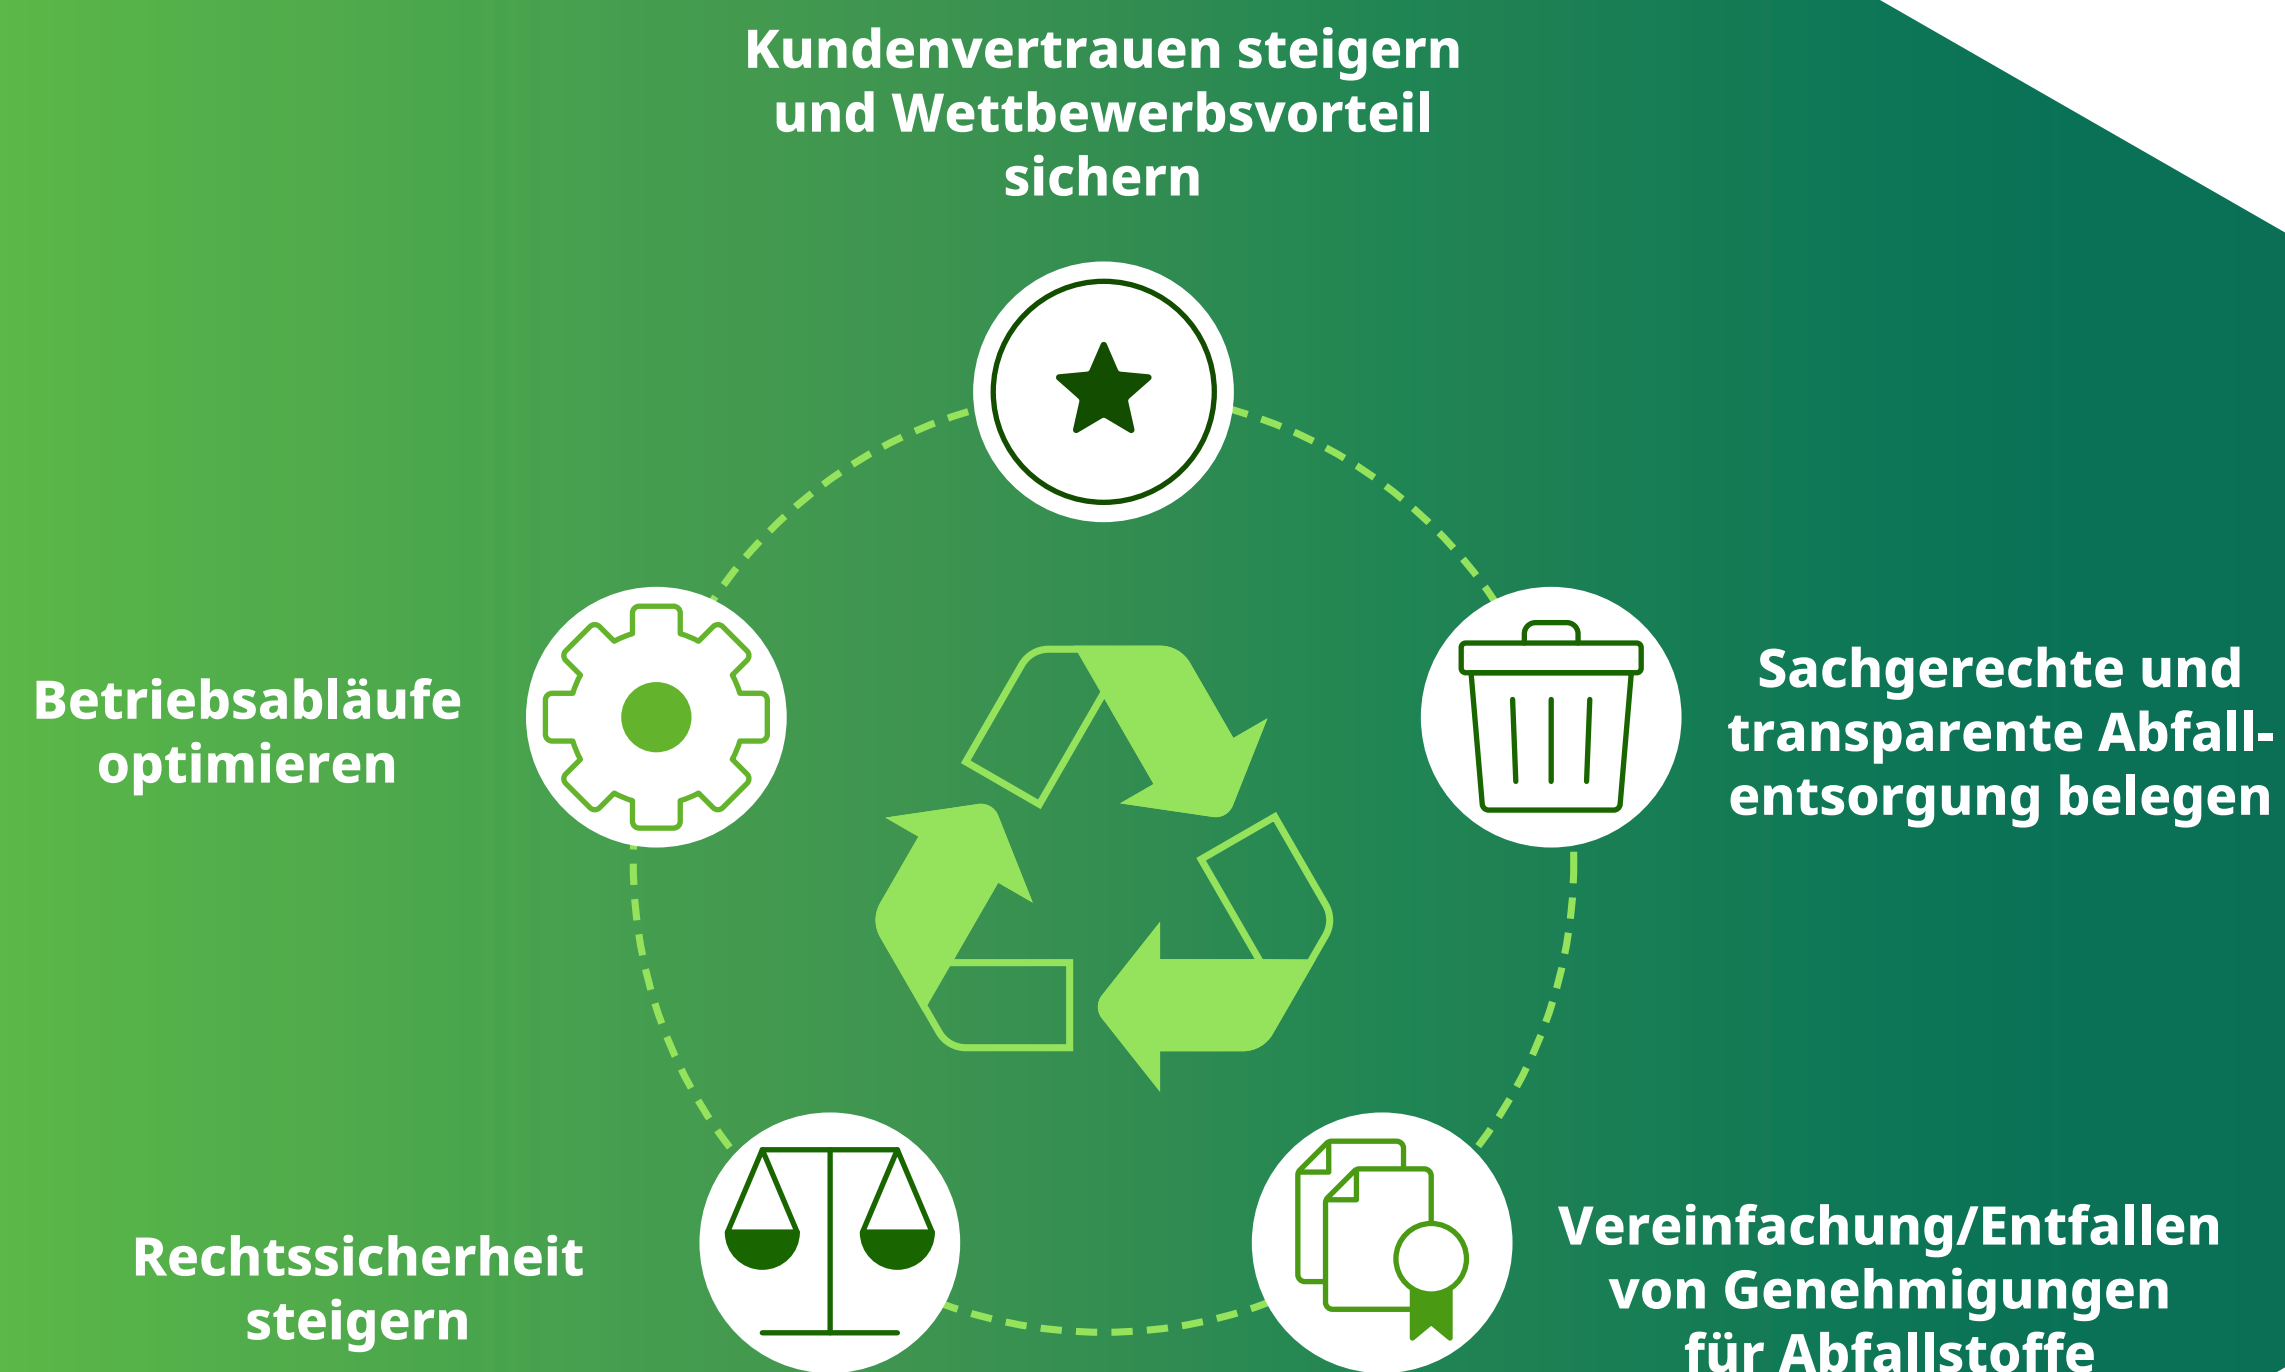 Kundenvertrauen steigern
und Wettbewerbsvorteil
sichern
Betriebsabläufe
optimieren
Sachgerechte und
transparente Abfall-
entsorgung belegen
Rechtssicherheit
steigern
Vereinfachung/Entfallen
von Genehmigungen
für Abfallstoffe